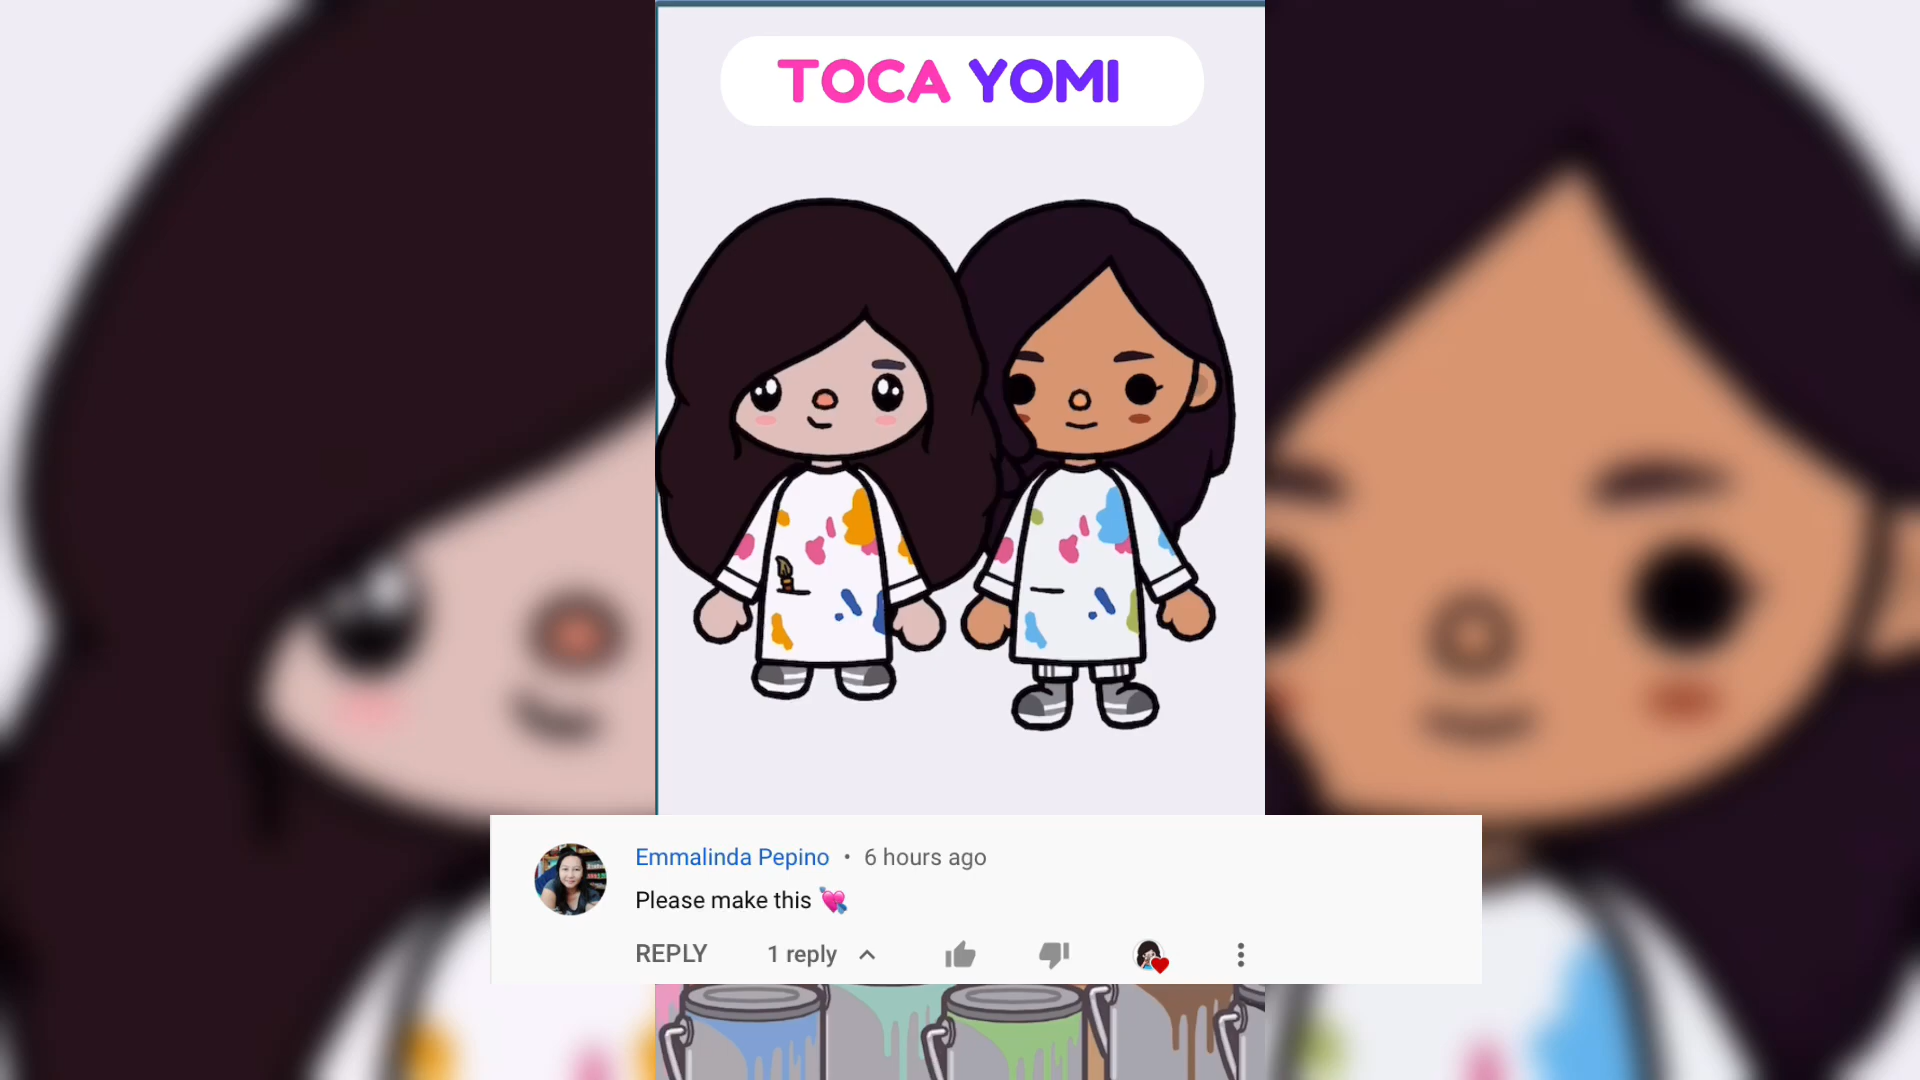 TOCA YOMI
Emmalinda Pepino • 6 hours ago
Please make this 💘
REPLY 1 reply